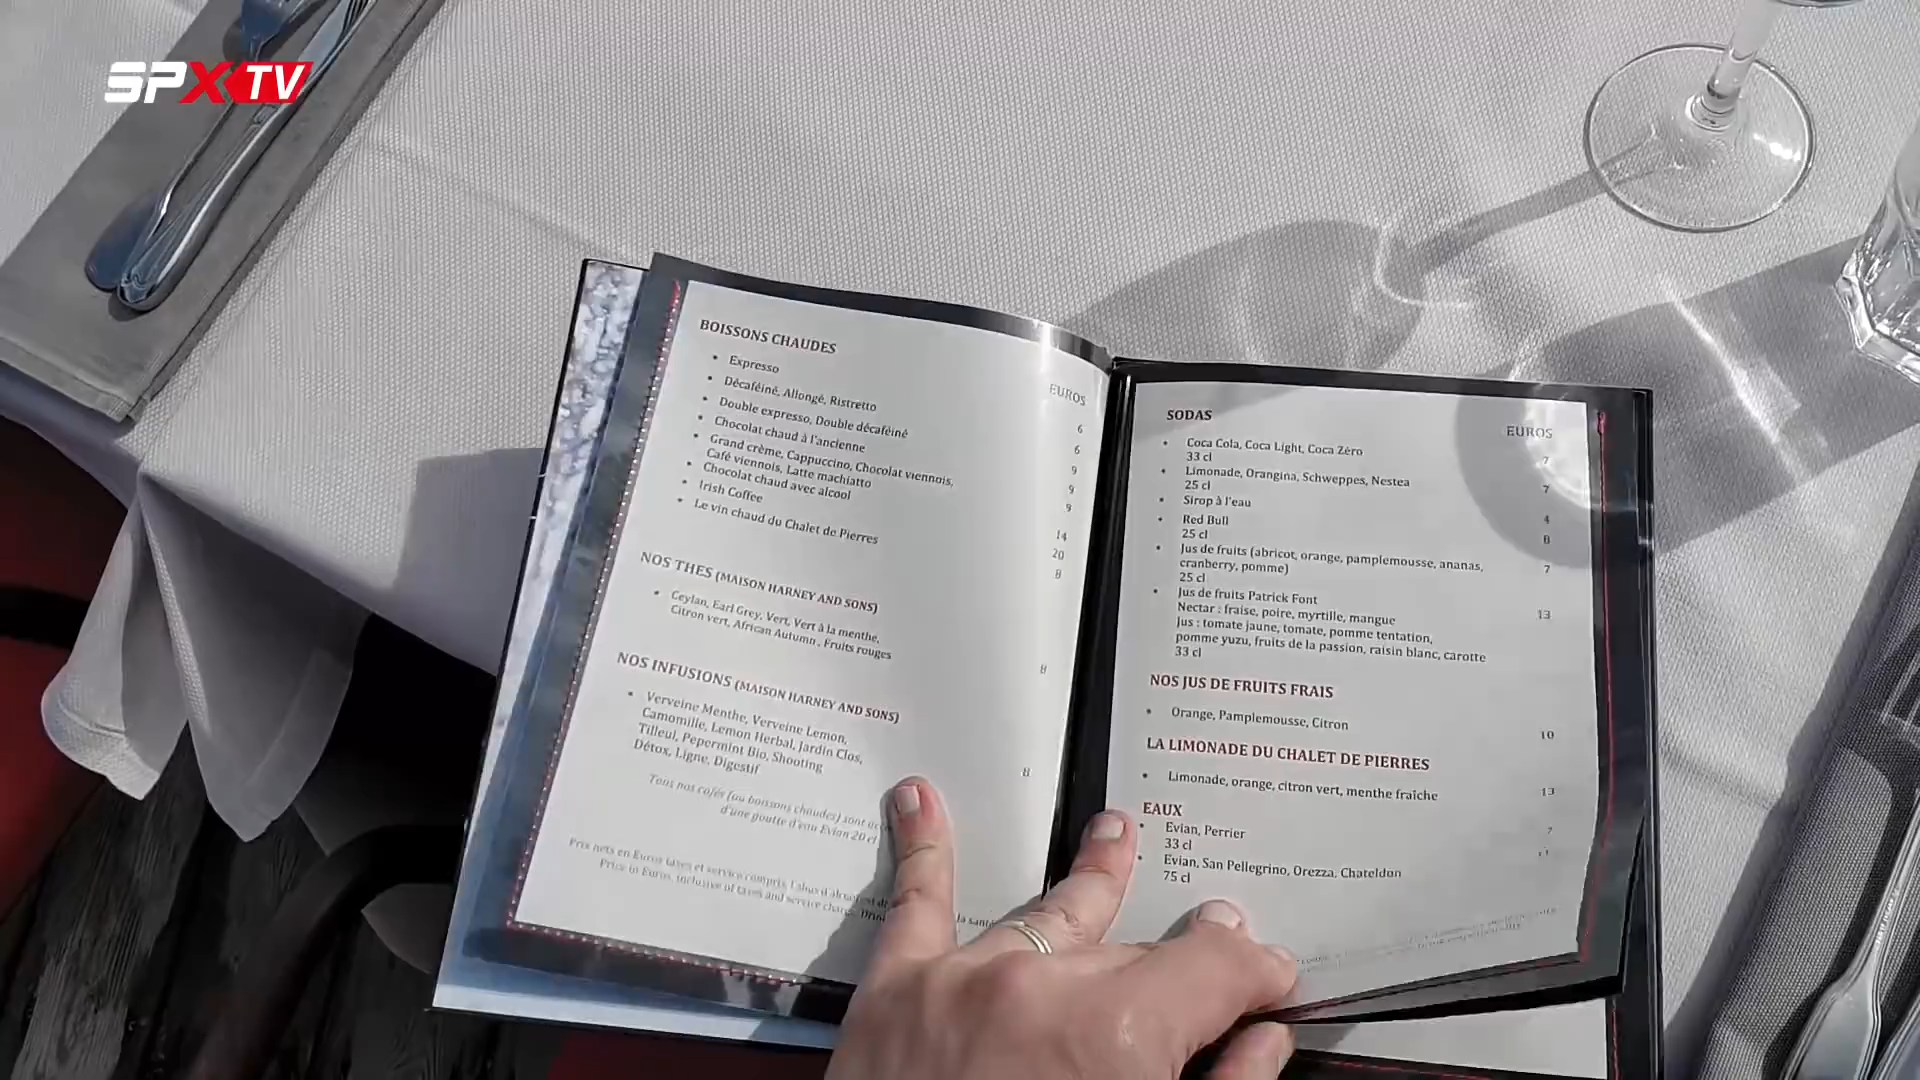 SPX TV
BOISSONS CHAUDES
EUROS
Expresso
6
Décaféiné, Allongé, Ristretto
6
Double expresso, Double décaféiné
9
Chocolat chaud à l'ancienne
9
Grand crème, Cappuccino, Chocolat viennois,
Café viennois, Latte machiatto
9
Chocolat chaud avec alcool
14
Irish Coffee
20
Le vin chaud du Chalet de Pierres
8
NOS THES (MAISON HARNEY AND SONS)
Ceylan, Earl Grey, Vert, Vert à la menthe,
Citron vert, African Autumn, Fruits rouges
8
NOS INFUSIONS (MAISON HARNEY AND SONS)
Verveine Menthe, Verveine Lemon,
Camomille, Lemon Herbal, Jardin Clos,
Tilleul, Pepermint Bio, Shooting
Détox, Ligne, Digestif
8
Tous nos cafés (ou boissons chaudes) sont
d'une goutte d'eau Evian 20 cl
Prix nets en Euros taxes et service compris, l'abus d'alcool est la santé
Price in Euros, inclusive of taxes and service charge.
SODAS
EUROS
Coca Cola, Coca Light, Coca Zéro
33 cl
7
Limonade, Orangina, Schweppes, Nestea
25 cl
7
Sirop à l'eau
4
Red Bull
25 cl
8
Jus de fruits (abricot, orange, pamplemousse, ananas,
cranberry, pomme)
25 cl
7
Jus de fruits Patrick Font
Nectar : fraise, poire, myrtille, mangue
13
Jus : tomate jaune, tomate, pomme tentation,
pomme yuzu, fruits de la passion, raisin blanc, carotte
33 cl
NOS JUS DE FRUITS FRAIS
Orange, Pamplemousse, Citron
10
LA LIMONADE DU CHALET DE PIERRES
Limonade, orange, citron vert, menthe fraîche
13
EAUX
Evian, Perrier
33 cl
7
Evian, San Pellegrino, Orezza, Chateldon
75 cl
11